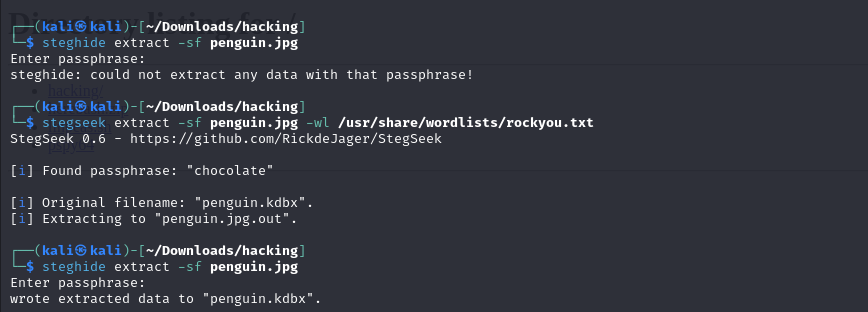 ┌──(kali㉿kali)-[~/Downloads/hacking]
└─$ steghide extract -sf penguin.jpg
Enter passphrase:
steghide: could not extract any data with that passphrase!
┌──(kali㉿kali)-[~/Downloads/hacking]
└─$ stegseek extract -sf penguin.jpg -wl /usr/share/wordlists/rockyou.txt
StegSeek 0.6 - https://github.com/RickdeJager/StegSeek
[i] Found passphrase: "chocolate"
[i] Original filename: "penguin.kdbx".
[i] Extracting to "penguin.jpg.out".
┌──(kali㉿kali)-[~/Downloads/hacking]
└─$ steghide extract -sf penguin.jpg
Enter passphrase:
wrote extracted data to "penguin.kdbx".